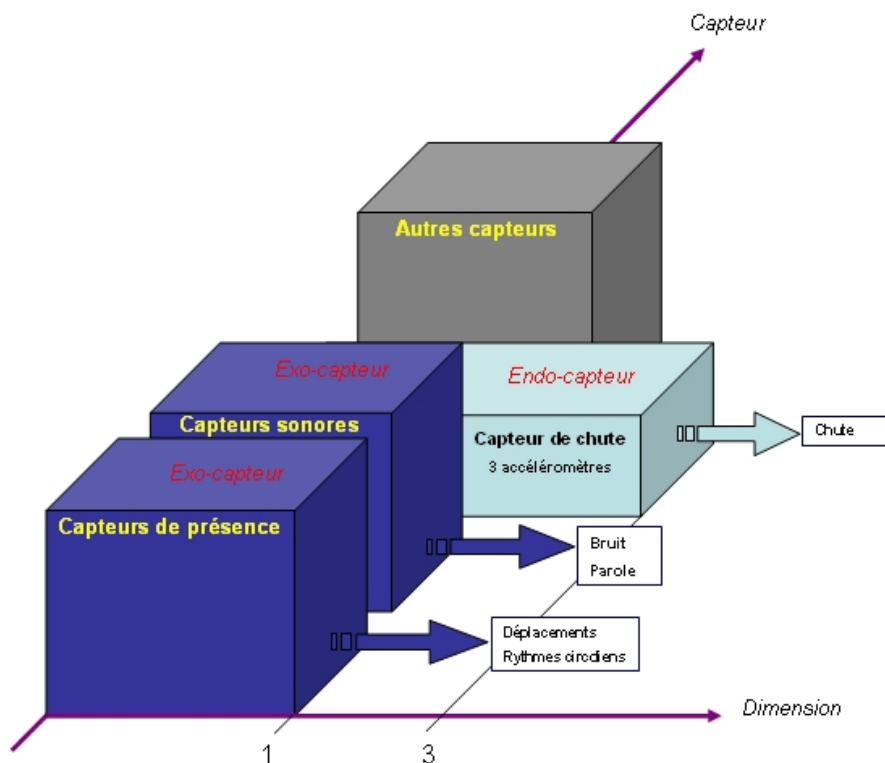 Capteur
Autres capteurs
Exo-capteur
Endo-capteur
Capteurs sonores
Capteur de chute
3 accéléromètres
Chute
Exo-capteur
Capteurs de présence
Bruit
Parole
Déplacements
Rythmes circdiens
Dimension
1
3